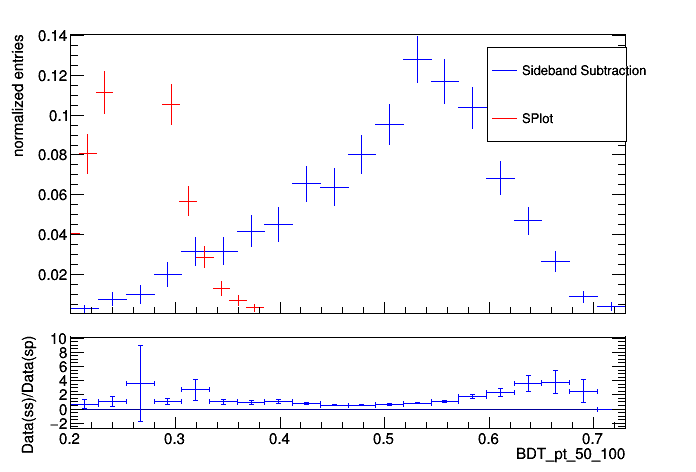 normalized entries
0.14
0.12
0.1
0.08
0.06
0.04
0.02
Sideband Subtraction
SPlot
Data(ss)/Data(sp)
10
8
6
4
2
0
−2
0.2 0.3 0.4 0.5 0.6 0.7
BDT_pt_50_100